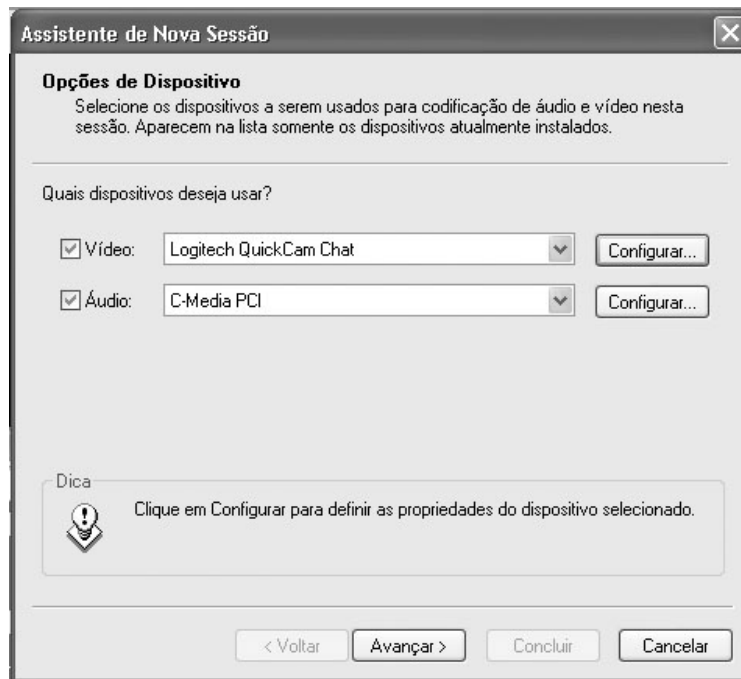 Assistente de Nova Sessão
Opções de Dispositivo
Selecione os dispositivos a serem usados para codificação de áudio e vídeo nesta
sessão. Aparecem na lista somente os dispositivos atualmente instalados.
Quais dispositivos deseja usar?
Vídeo: Logitech QuickCam Chat Configurar...
Áudio: C-Media PCI Configurar...
Dica
Clique em Configurar para definir as propriedades do dispositivo selecionado.
< Voltar Avançar > Concluir Cancelar